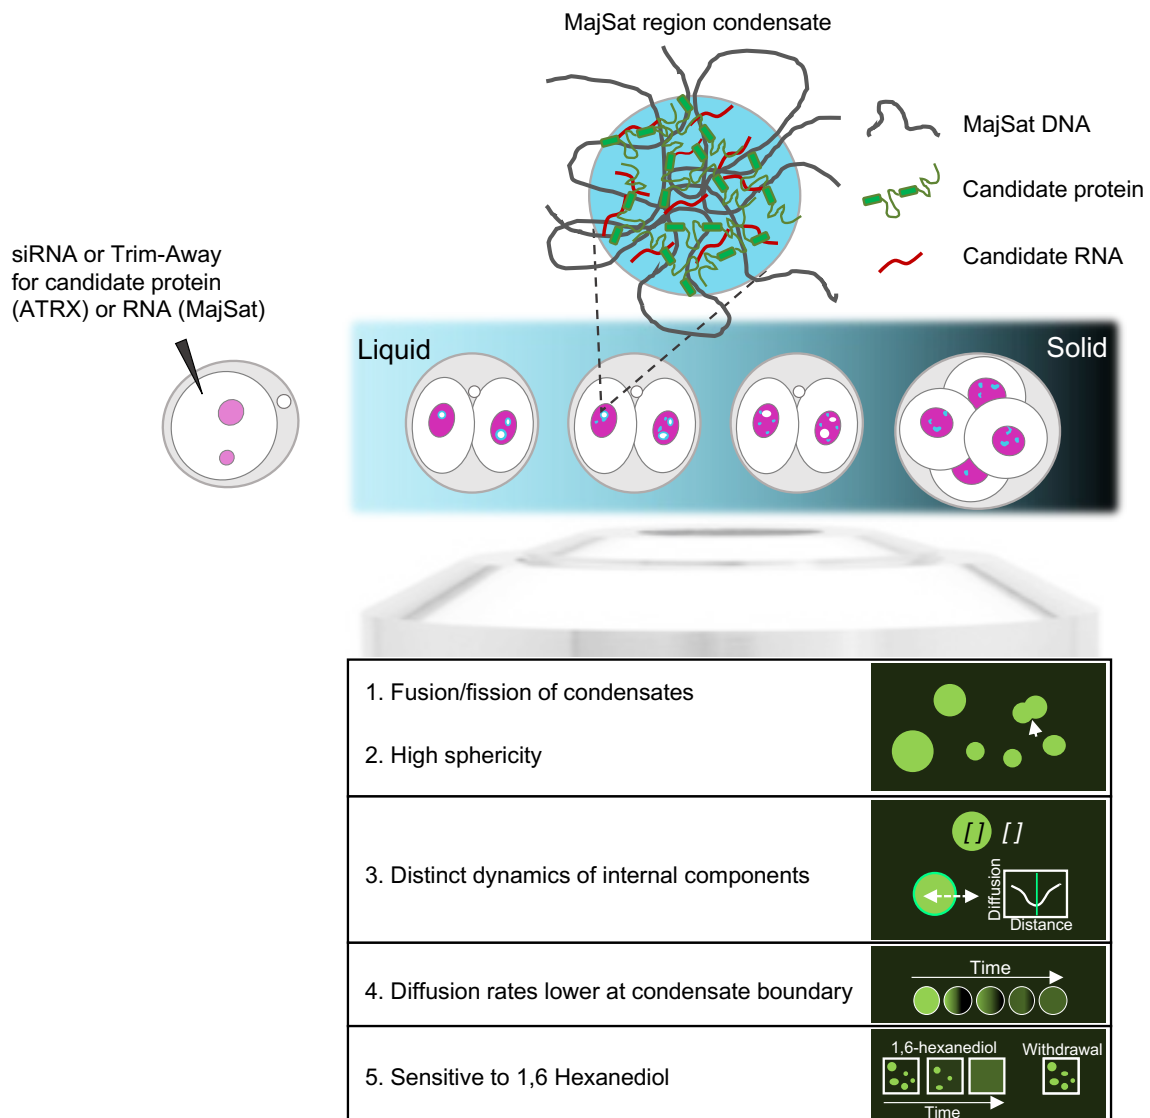 MajSat region condensate
MajSat DNA
Candidate protein
Candidate RNA
siRNA or Trim-Away
for candidate protein
(ATRX) or RNA (MajSat)
Liquid
Solid
1. Fusion/fission of condensates
2. High sphericity
3. Distinct dynamics of internal components
[ ] [ ]
Diffusion
Distance
4. Diffusion rates lower at condensate boundary
Time
5. Sensitive to 1,6 Hexanediol
1,6-hexanediol
Withdrawal
Time